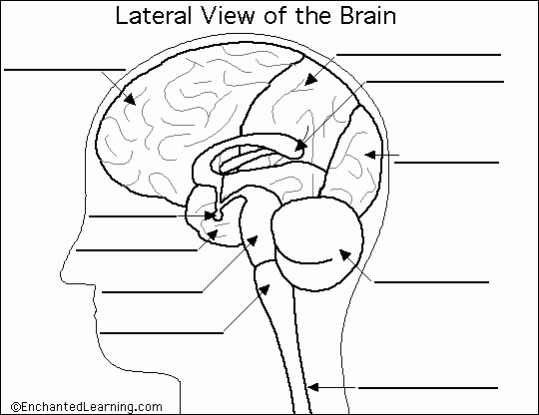 Lateral View of the Brain
©EnchantedLearning.com